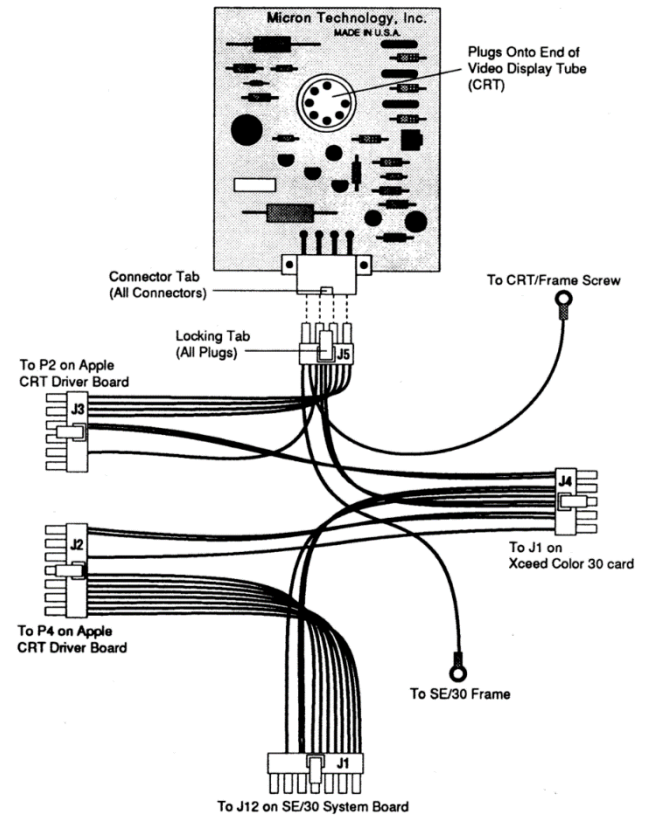 Micron Technology, Inc.
MADE IN U.S.A.
Plugs Onto End of
Video Display Tube
(CRT)
Connector Tab
(All Connectors)
To CRT/Frame Screw
Locking Tab
(All Plugs)
J5
To P2 on Apple
CRT Driver Board
J3
J4
J2
To J1 on
Xceed Color 30 card
To P4 on Apple
CRT Driver Board
To SE/30 Frame
J1
To J12 on SE/30 System Board